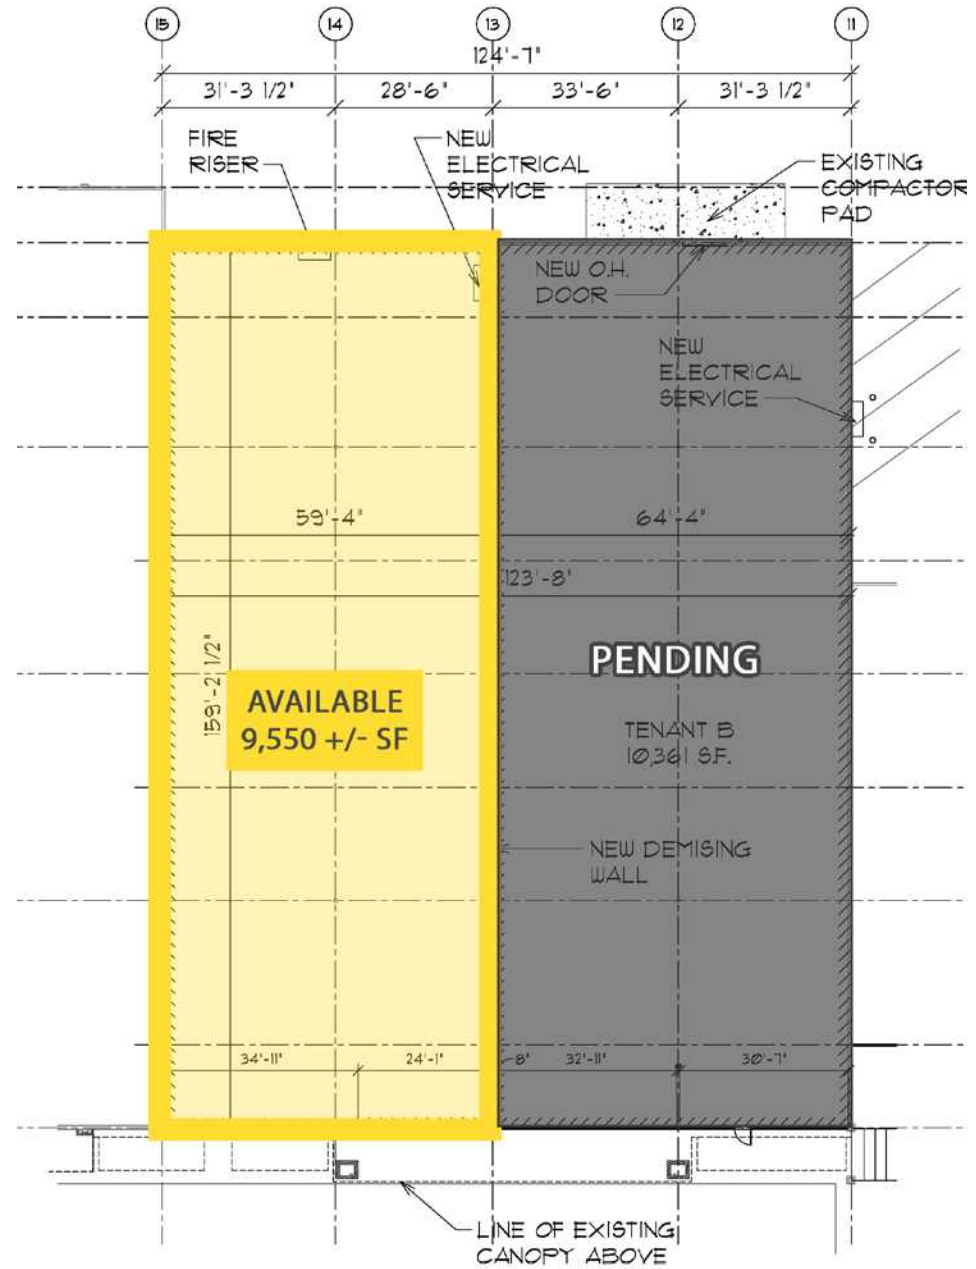 15
14
13
12
11
124'-7"
31'-3 1/2"
28'-6"
33'-6"
31'-3 1/2"
FIRE
RISER
NEW
ELECTRICAL
SERVICE
EXISTING
COMPACTOR
PAD
NEW O.H.
DOOR
NEW
ELECTRICAL
SERVICE
59'-4"
64'-4"
123'-8"
159'-2 1/2"
PENDING
AVAILABLE
9,550 +/- SF
TENANT B
10,361 S.F.
NEW DEMISING
WALL
34'-11"
24'-1"
8"
32'-11"
30'-7"
LINE OF EXISTING
CANOPY ABOVE